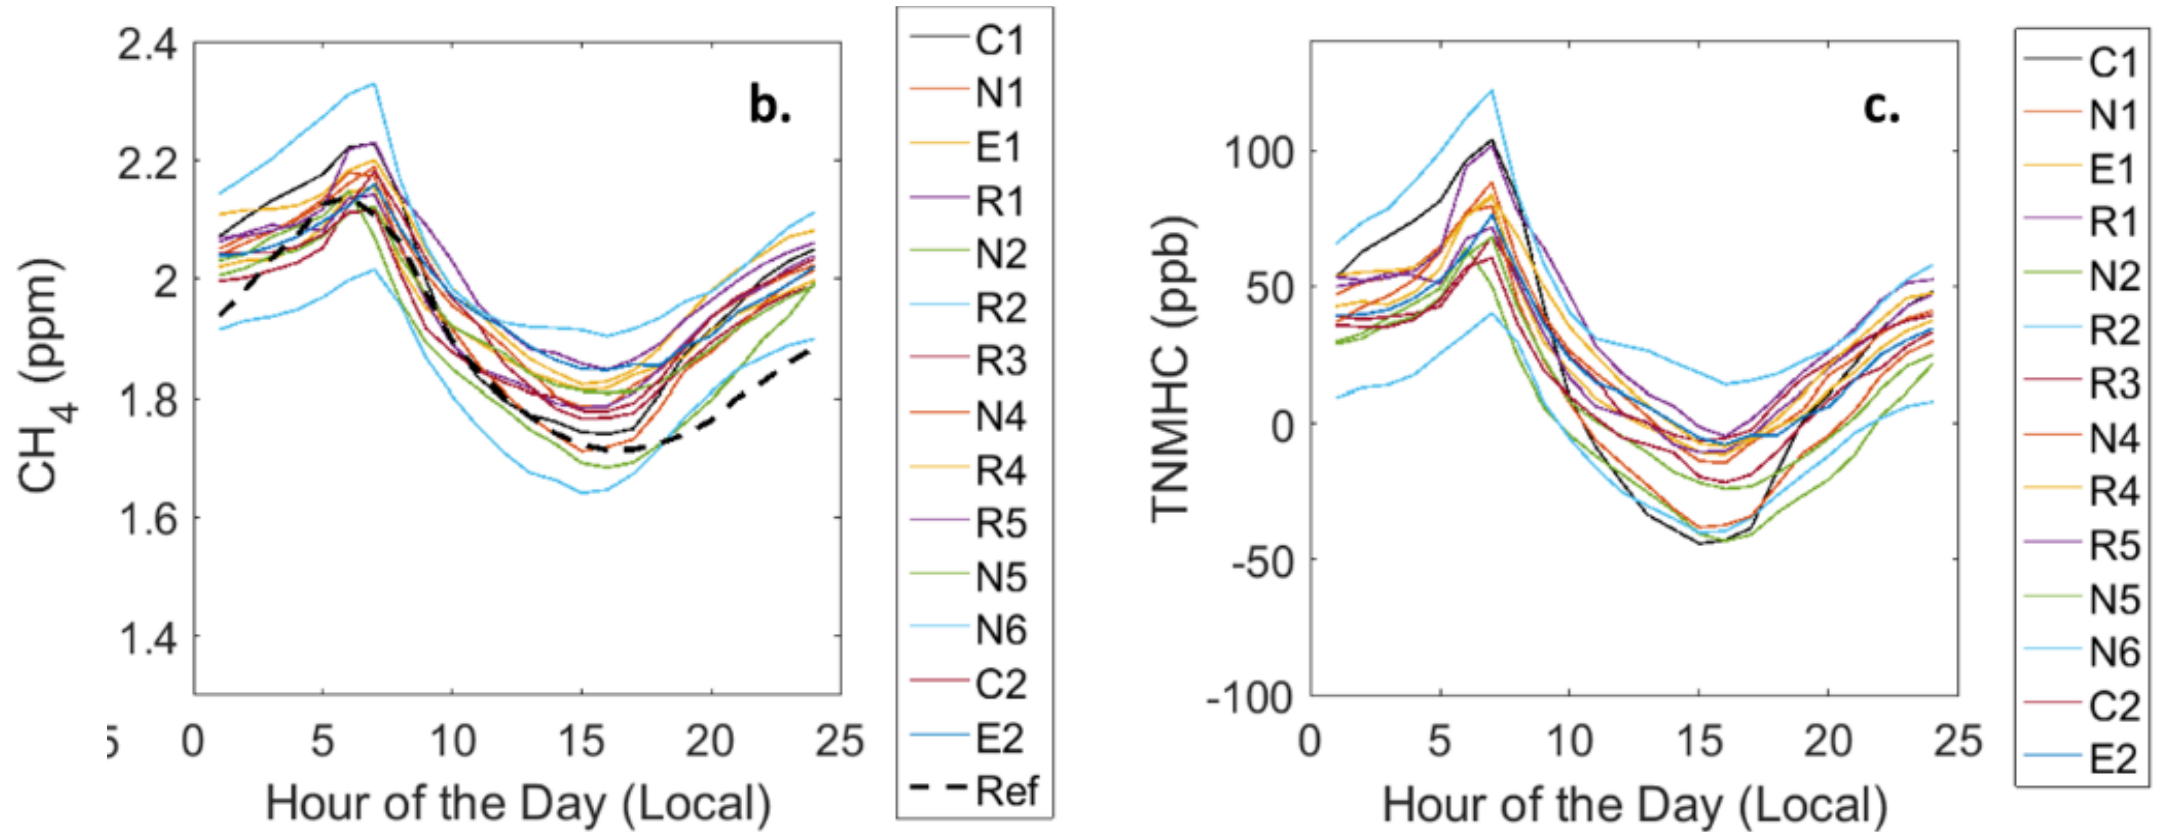 b.
2.4
2.2
2
1.8
1.6
1.4
CH4 (ppm)
5
0
5
10
15
20
25
Hour of the Day (Local)
C1
N1
E1
R1
N2
R2
R3
N4
R4
R5
N5
N6
C2
E2
Ref
c.
100
50
0
-50
-100
TNMHC (ppb)
0
5
10
15
20
25
Hour of the Day (Local)
C1
N1
E1
R1
N2
R2
R3
N4
R4
R5
N5
N6
C2
E2